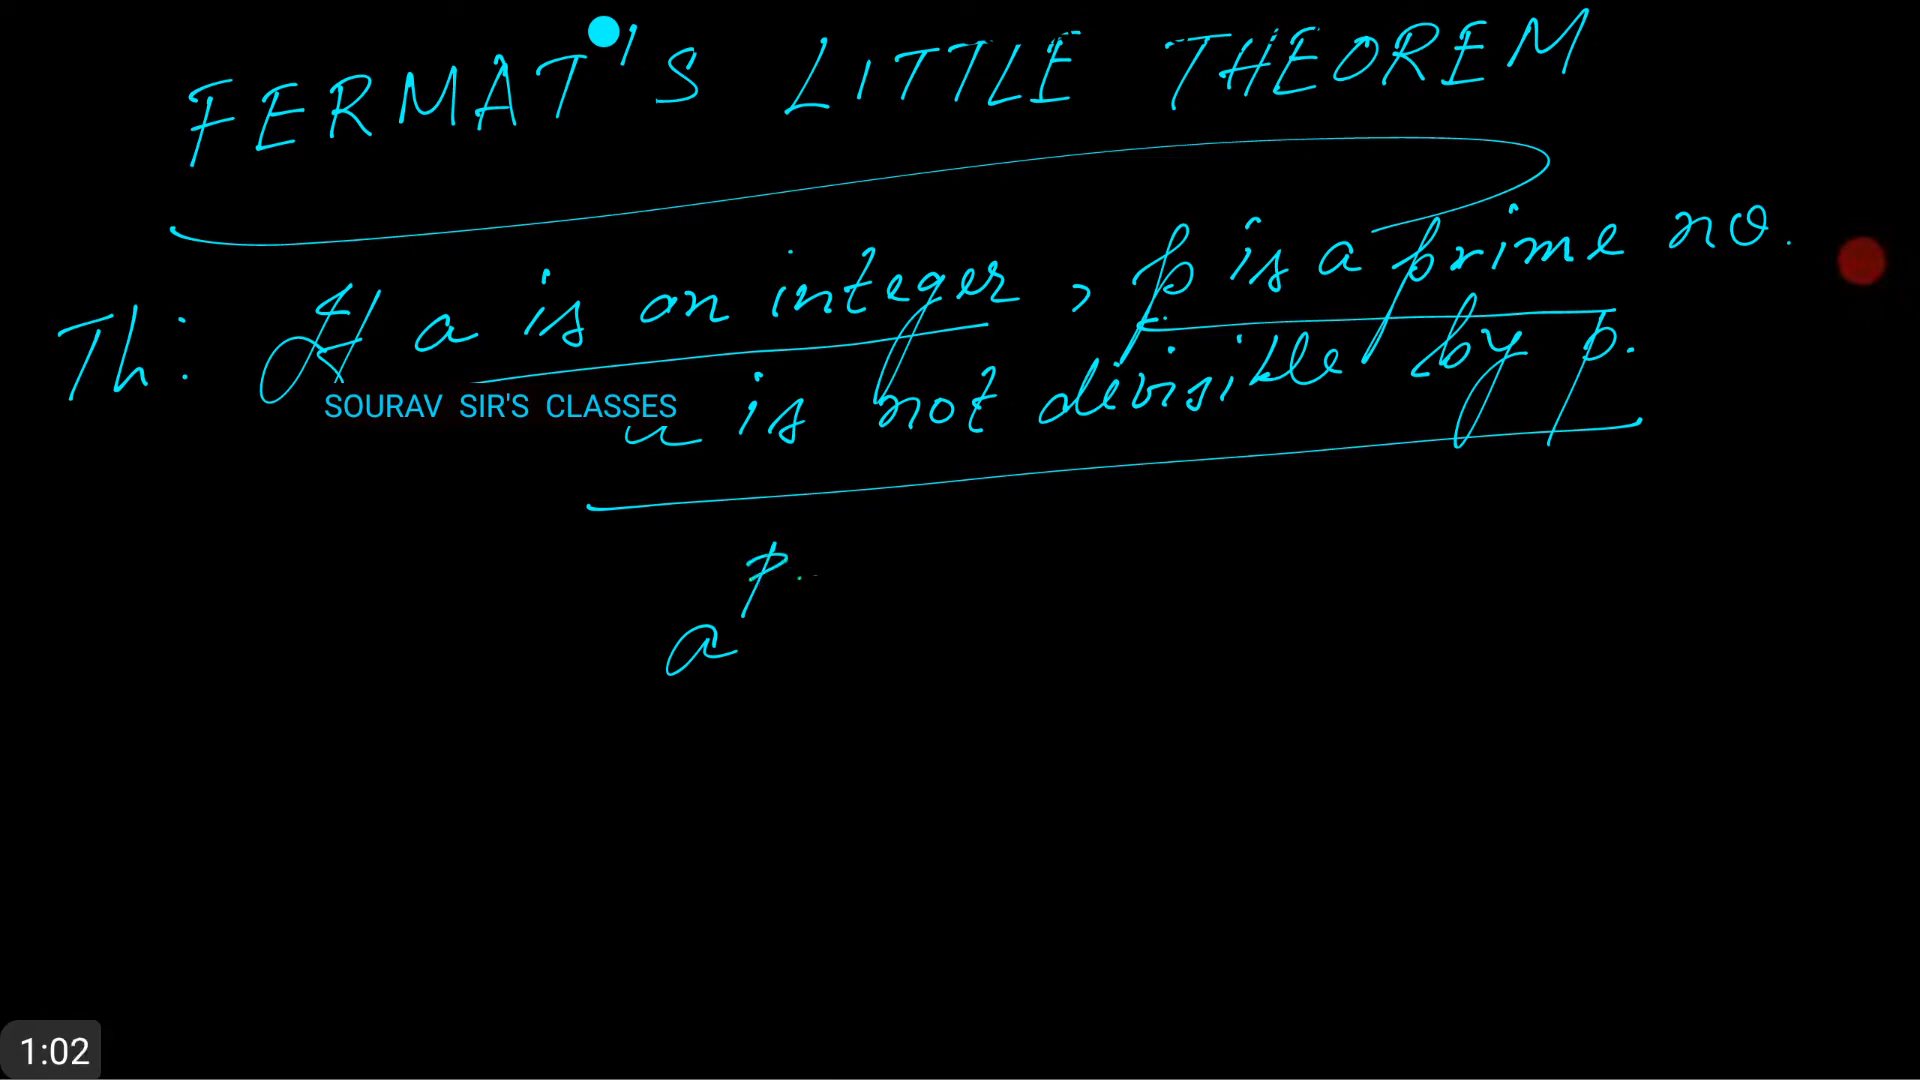 FERMAT'S LITTLE THEOREM
Th: If a is an integer, p is a prime no.
SOURAV SIR'S CLASSES
is not divisible by p.
a^p
1:02